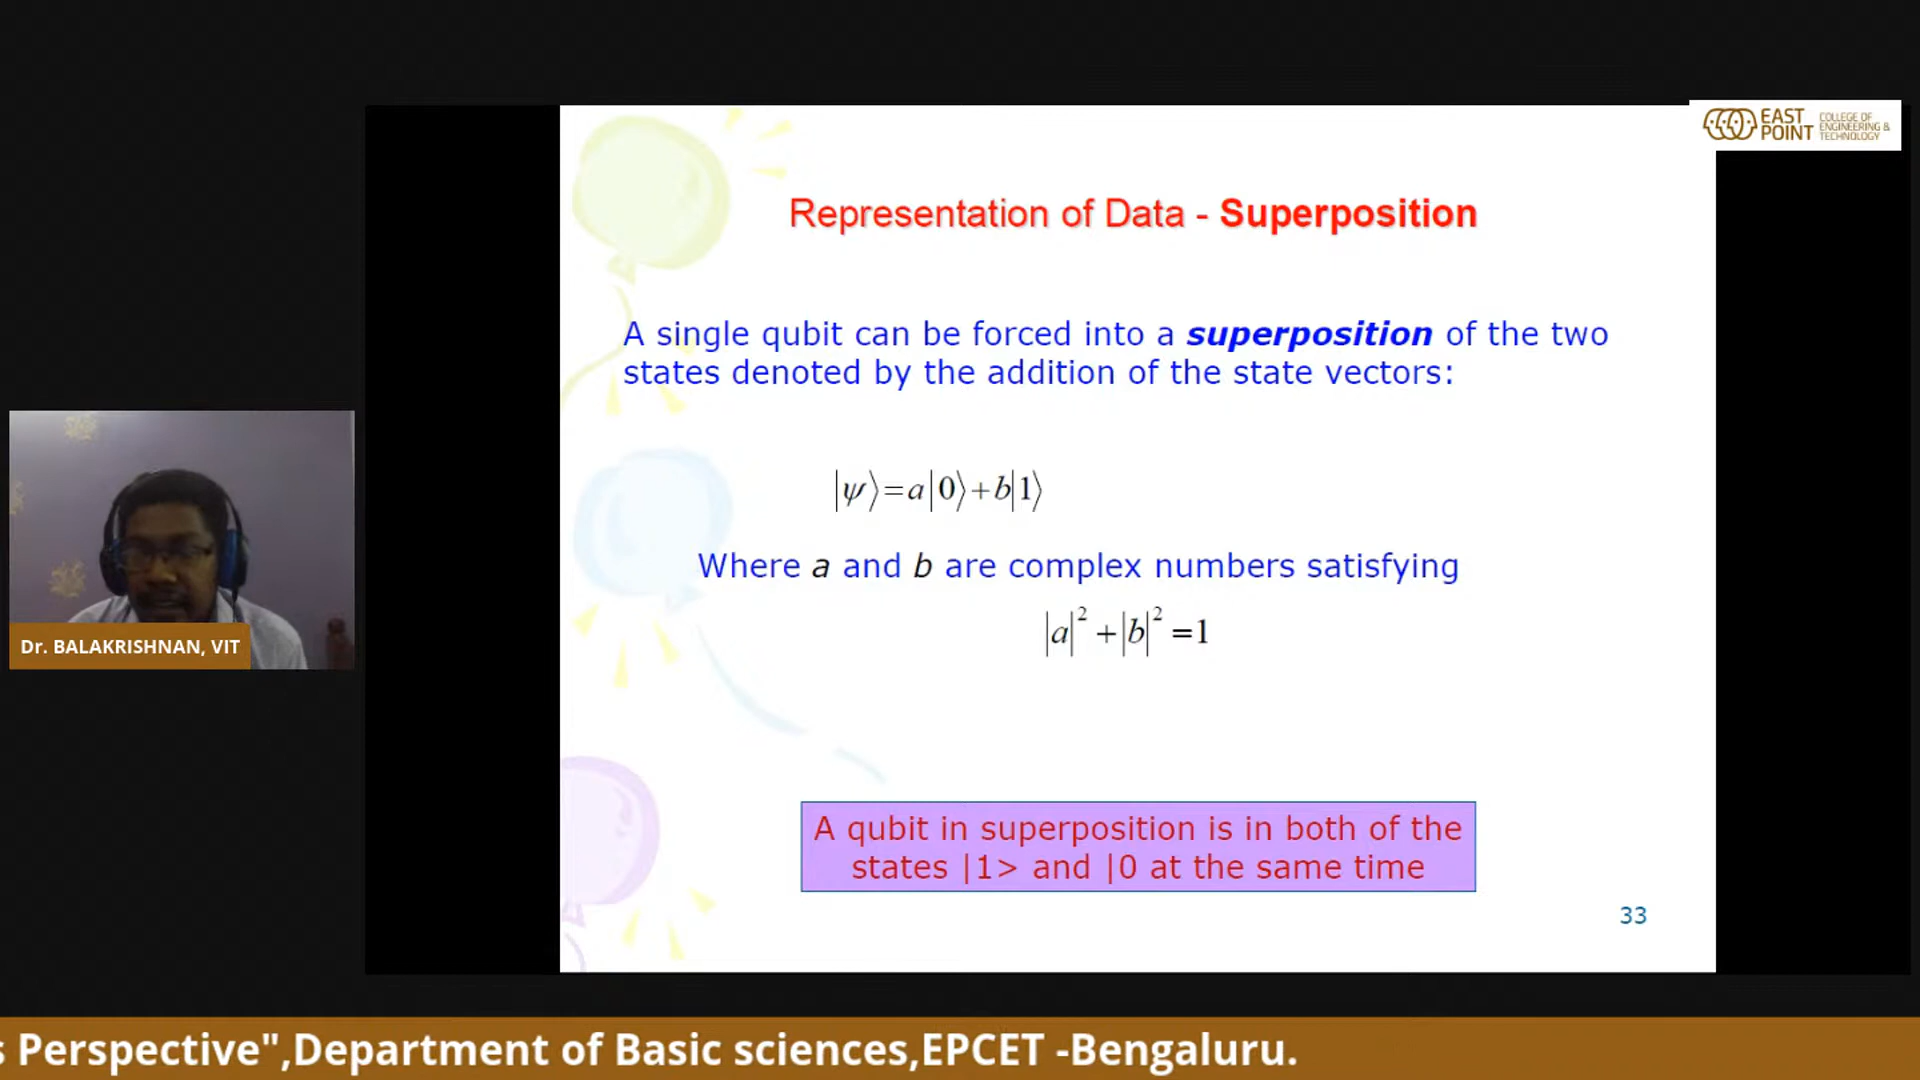 EAST
POINT
COLLEGE OF
ENGINEERING &
TECHNOLOGY
Representation of Data - Superposition
A single qubit can be forced into a superposition of the two
states denoted by the addition of the state vectors:
|ψ⟩=a|0⟩+b|1⟩
Where a and b are complex numbers satisfying
|a|²+|b|²=1
Dr. BALAKRISHNAN, VIT
A qubit in superposition is in both of the
states |1> and |0 at the same time
33
s Perspective",Department of Basic sciences,EPCET -Bengaluru.